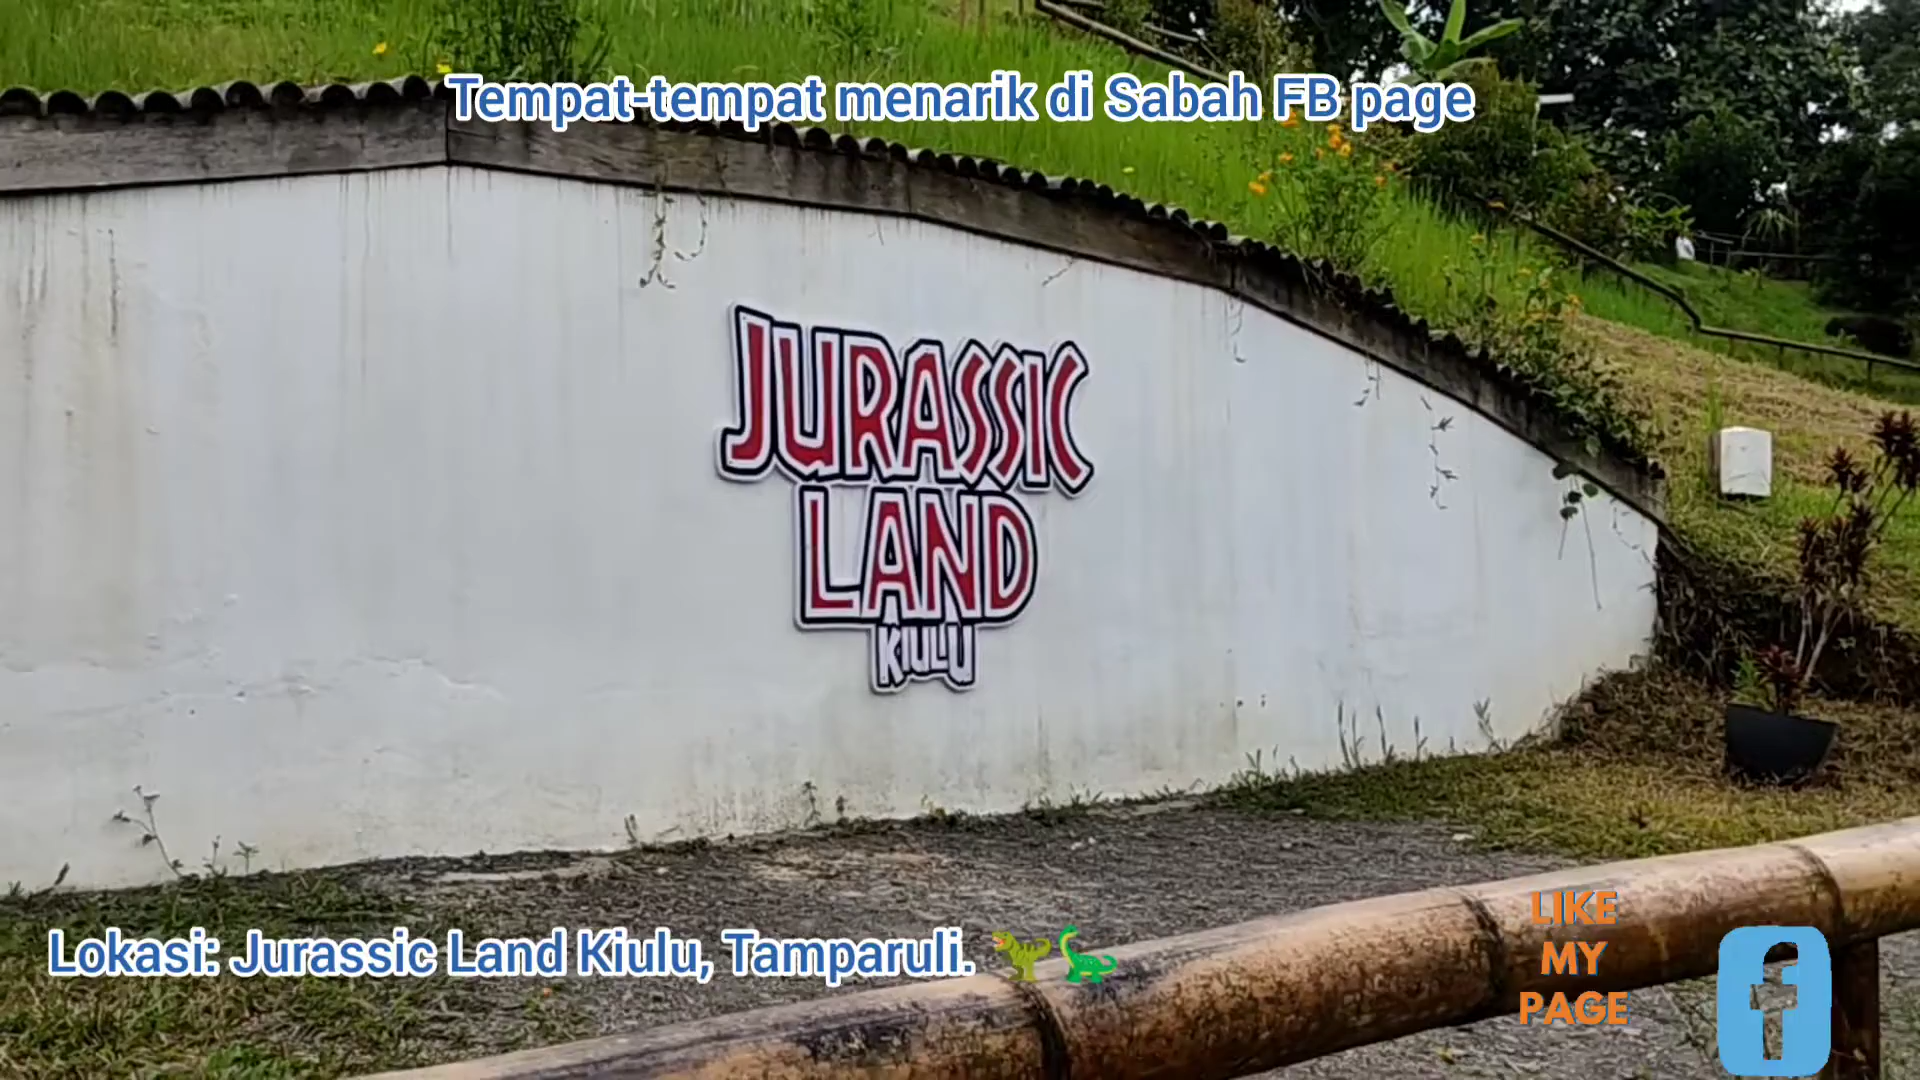 Tempat-tempat menarik di Sabah FB page
JURASSIC
LAND
KIULU
Lokasi: Jurassic Land Kiulu, Tamparuli.
LIKE
MY
PAGE
f